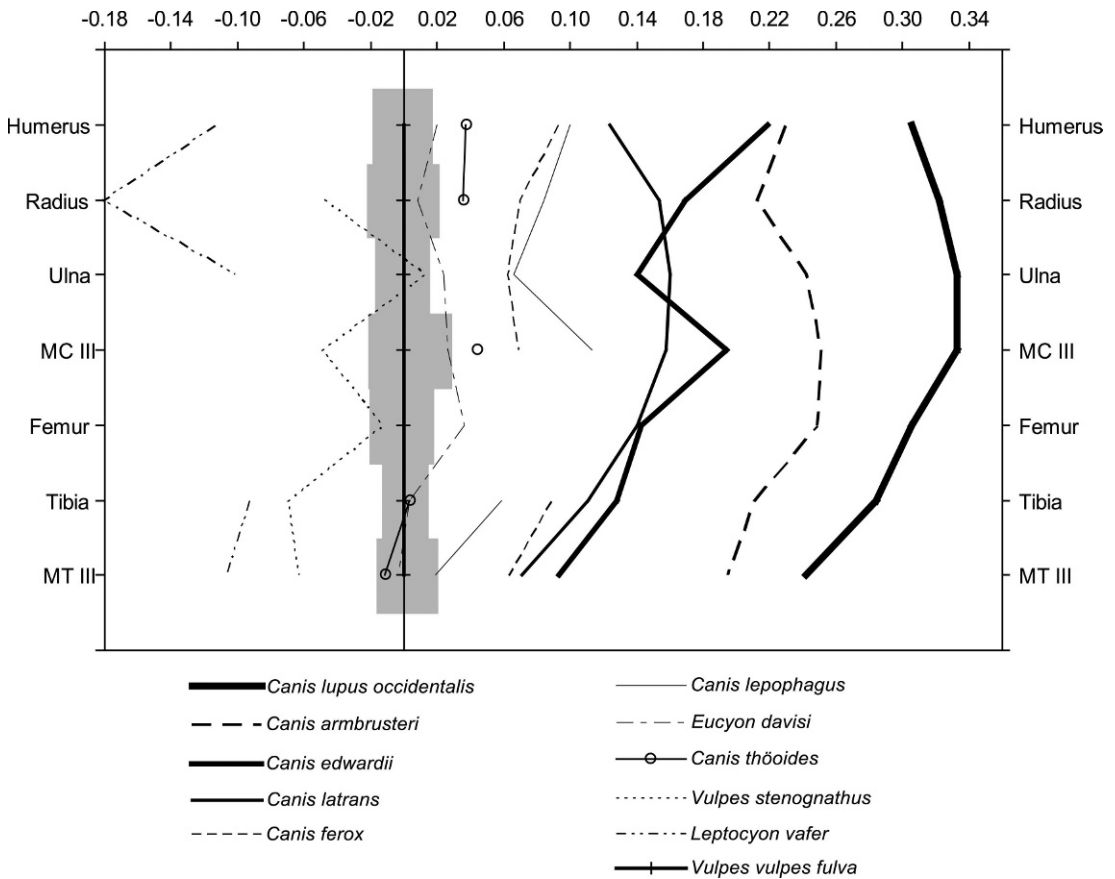 -0.18 -0.10 -0.06 -0.02 0.02 0.06 0.10 0.14 0.18 0.22 0.26 0.30 0.34
Humerus Humerus
Radius Radius
Ulna Ulna
MC III MC III
Femur Femur
Tibia Tibia
MT III MT III
Canis lupus occidentalis
Canis armbrusteri
Canis edwardii
Canis latrans
Canis ferox
Canis lepophagus
Eucyon davisi
Canis thöoides
Vulpes stenognathus
Leptocyon vafer
Vulpes vulpes fulva